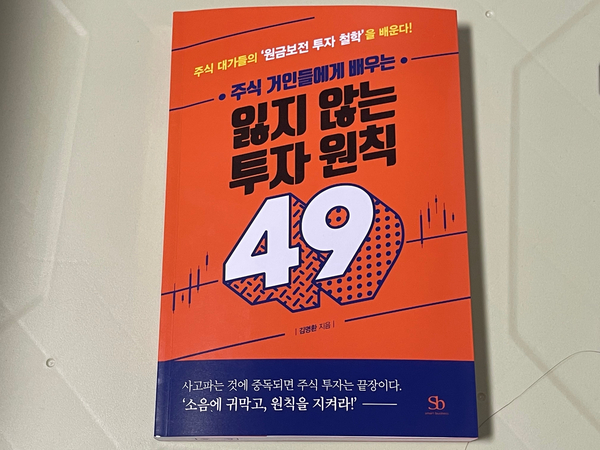 주식 대가들의 '원금보전 투자 철학'을 배운다!
• 주식 거인들에게 배우는 •
잃지 않는
투자 원칙
49
| 김명환 지음 |
사고파는 것에 중독되면 주식 투자는 끝장이다.
'소음에 귀막고, 원칙을 지켜라!'
Sb